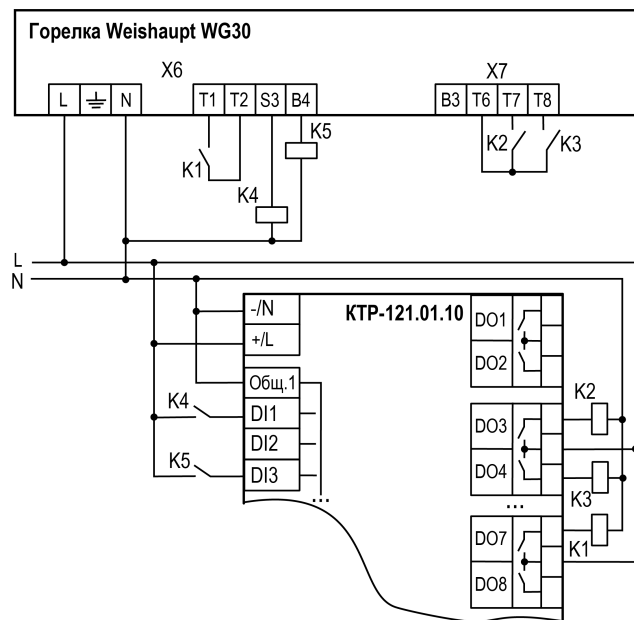 Горелка Weishaupt WG30
X6
X7
L
N
T1
T2
S3
B4
B3
T6
T7
T8
K5
K1
K2
K3
K4
L
N
-/N
КТР-121.01.10
+/L
DO1
DO2
Общ.1
K2
K4
DI1
DO3
DI2
K5
DI3
DO4
K3
...
...
DO7
K1
DO8